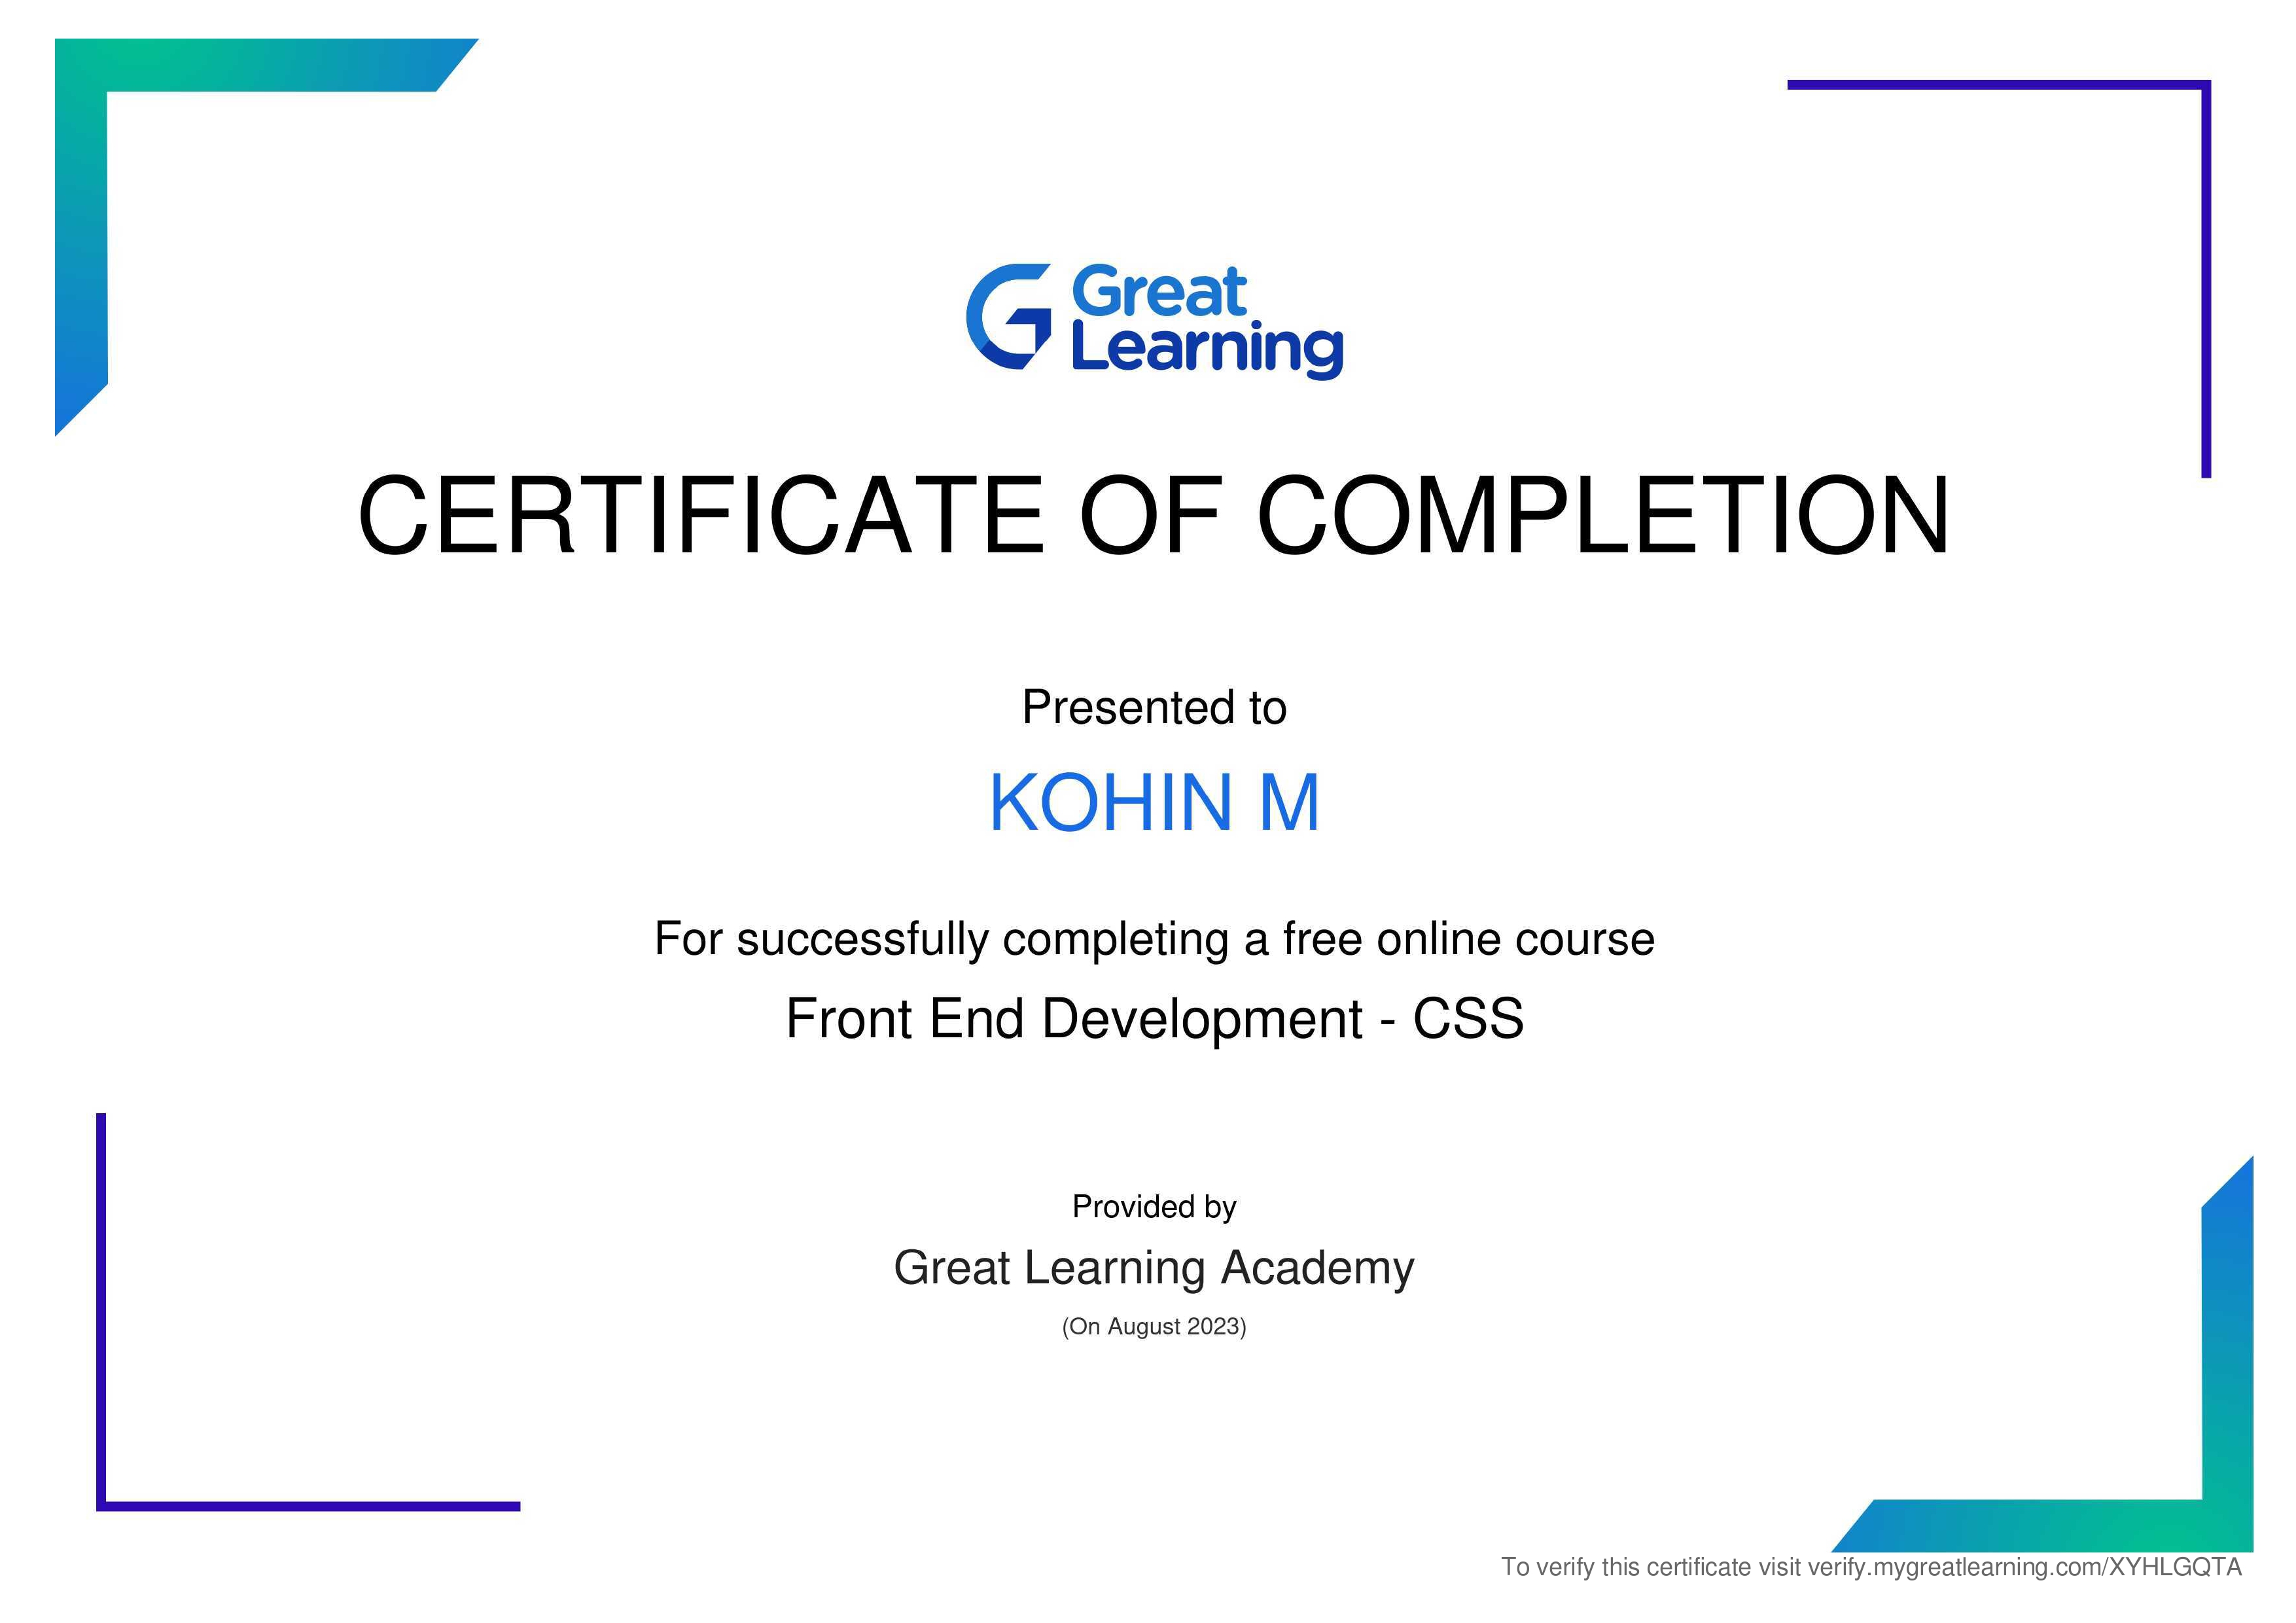 Great
Learning
CERTIFICATE OF COMPLETION
Presented to
KOHIN M
For successfully completing a free online course
Front End Development - CSS
Provided by
Great Learning Academy
(On August 2023)
To verify this certificate visit verify.mygreatlearning.com/XYHLGQTA